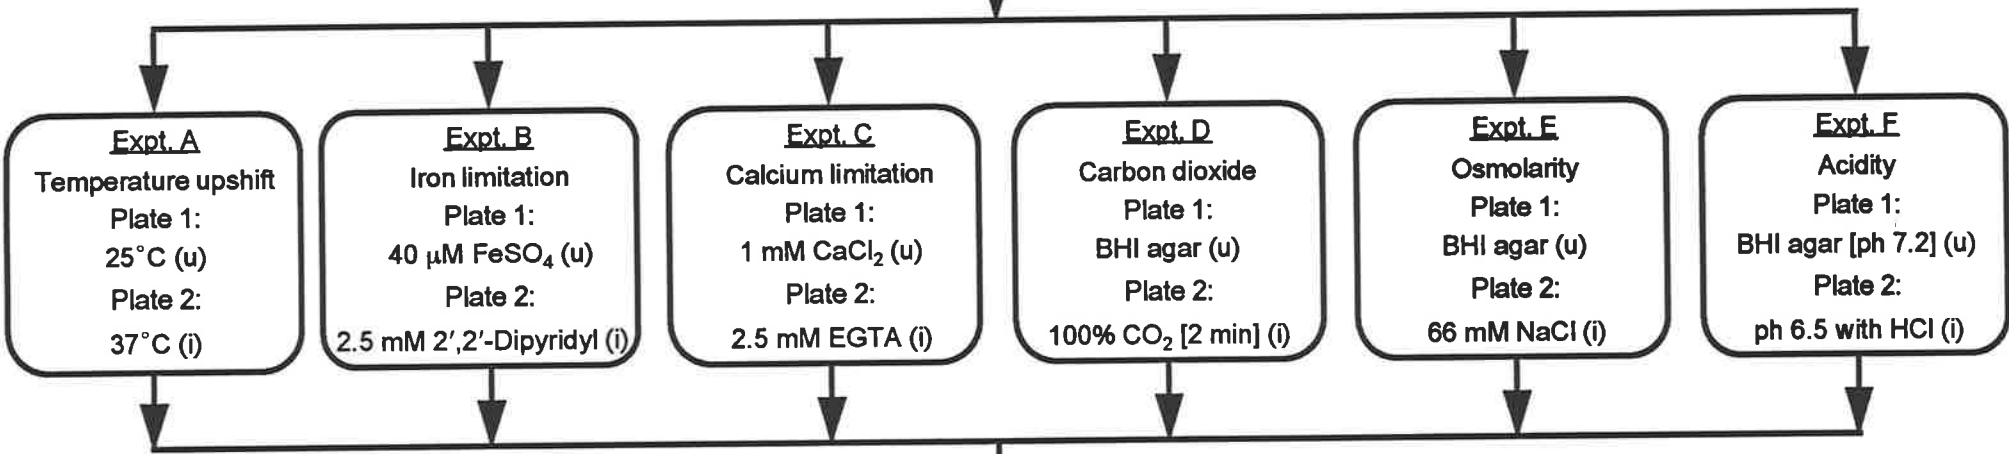 Expt. A
Temperature upshift
Plate 1:
25°C (u)
Plate 2:
37°C (i)
Expt. B
Iron limitation
Plate 1:
40 μM FeSO₄ (u)
Plate 2:
2.5 mM 2′,2′-Dipyridyl (i)
Expt. C
Calcium limitation
Plate 1:
1 mM CaCl₂ (u)
Plate 2:
2.5 mM EGTA (i)
Expt. D
Carbon dioxide
Plate 1:
BHI agar (u)
Plate 2:
100% CO₂ [2 min] (i)
Expt. E
Osmolarity
Plate 1:
BHI agar (u)
Plate 2:
66 mM NaCl (i)
Expt. F
Acidity
Plate 1:
BHI agar [ph 7.2] (u)
Plate 2:
ph 6.5 with HCl (i)